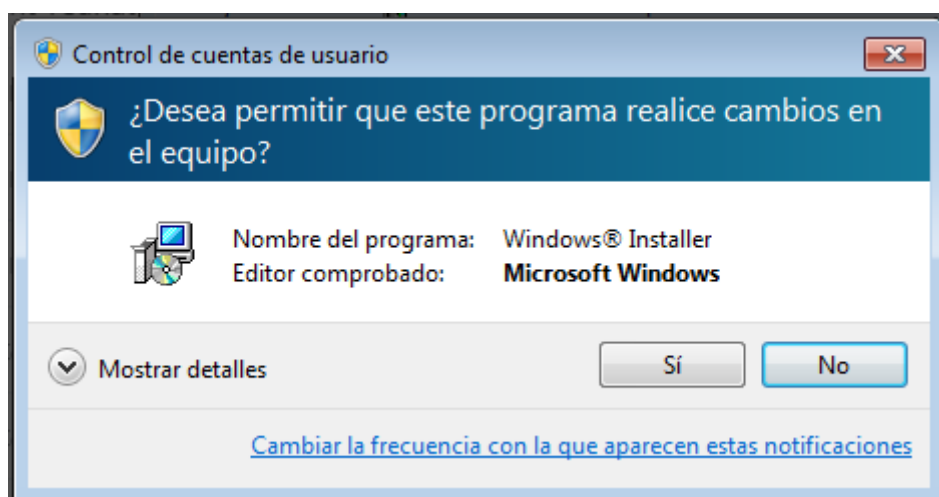 Control de cuentas de usuario
¿Desea permitir que este programa realice cambios en
el equipo?
Nombre del programa: Windows® Installer
Editor comprobado: Microsoft Windows
Mostrar detalles
Sí
No
Cambiar la frecuencia con la que aparecen estas notificaciones